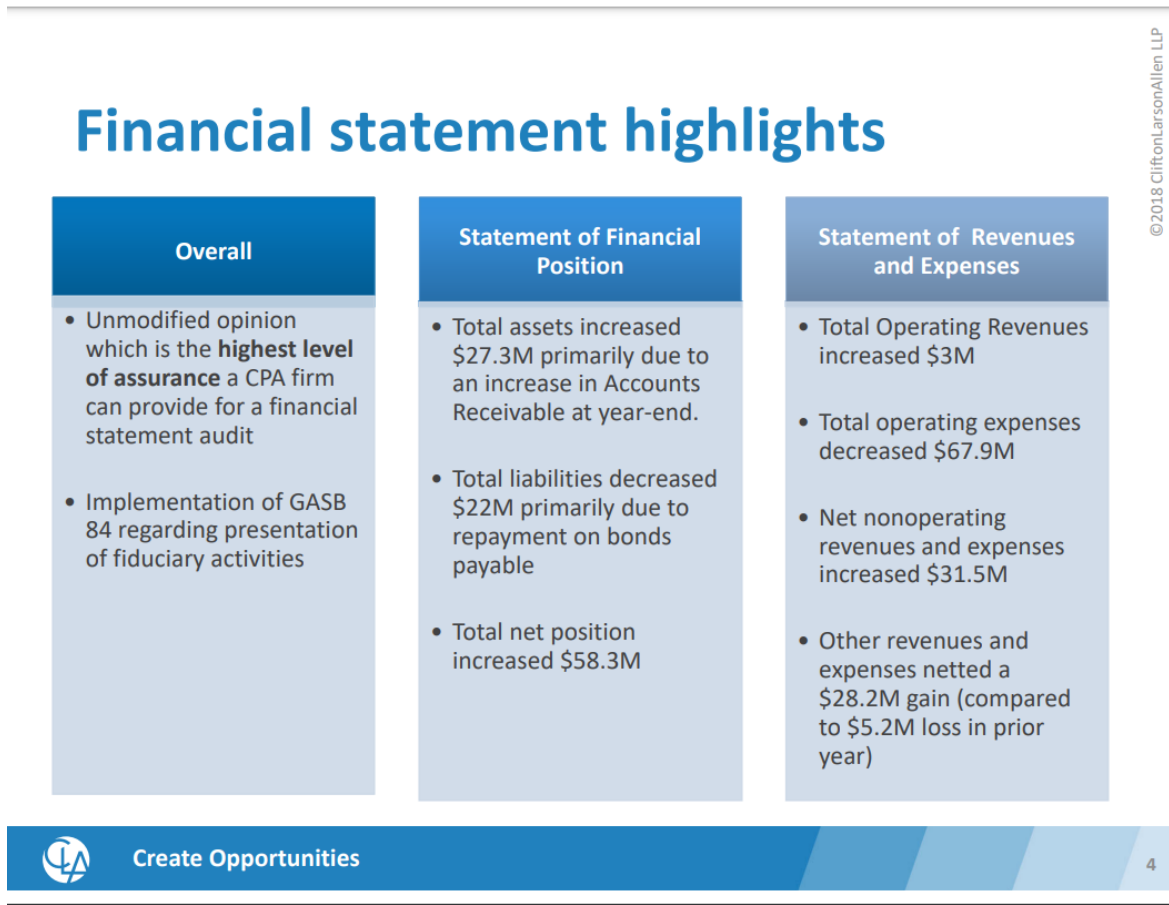 ©2018 CliftonLarsonAllen LLP
Financial statement highlights
Overall
• Unmodified opinion
which is the highest level
of assurance a CPA firm
can provide for a financial
statement audit
• Implementation of GASB
84 regarding presentation
of fiduciary activities
Statement of Financial
Position
• Total assets increased
$27.3M primarily due to
an increase in Accounts
Receivable at year-end.
• Total liabilities decreased
$22M primarily due to
repayment on bonds
payable
• Total net position
increased $58.3M
Statement of Revenues
and Expenses
• Total Operating Revenues
increased $3M
• Total operating expenses
decreased $67.9M
• Net nonoperating
revenues and expenses
increased $31.5M
• Other revenues and
expenses netted a
$28.2M gain (compared
to $5.2M loss in prior
year)
CLA
Create Opportunities
4